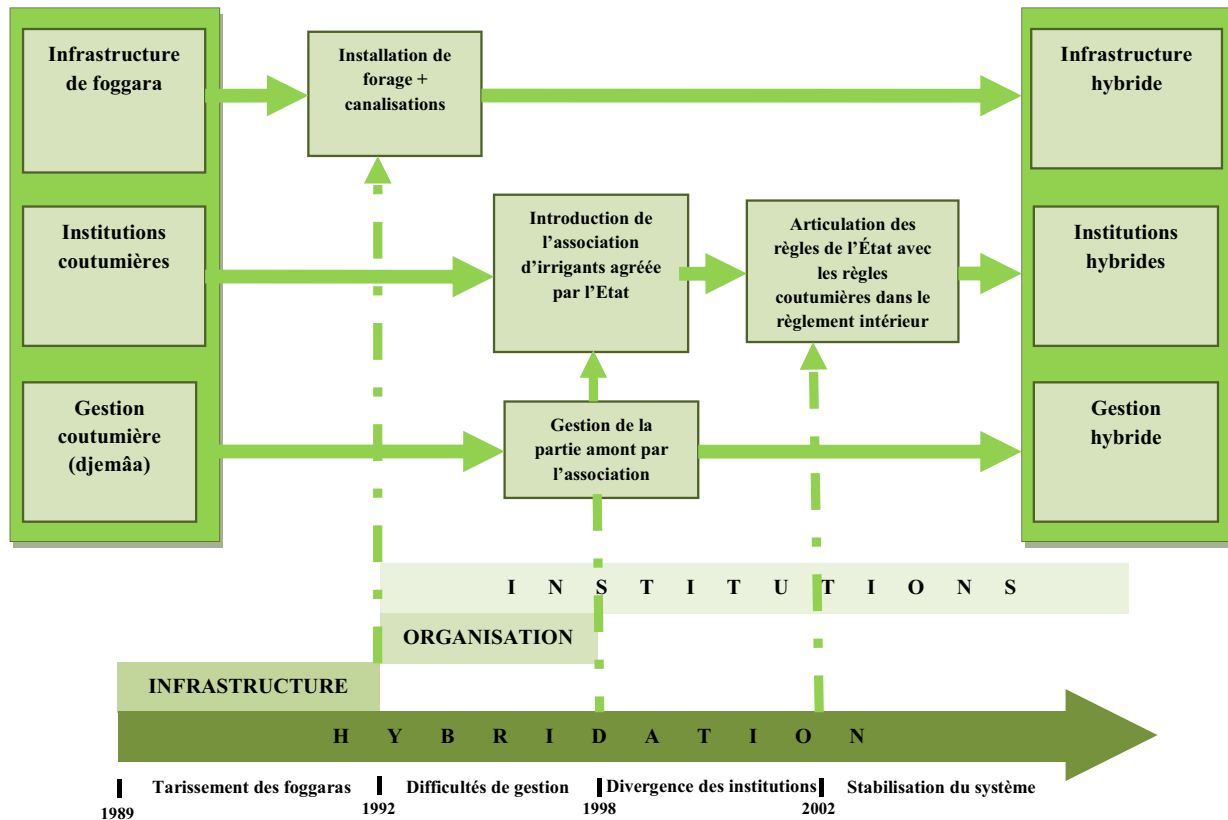 Infrastructure
de foggara
Installation de
forage +
canalisations
Infrastructure
hybride
Institutions
coutumières
Introduction de
l'association
d'irrigants agréée
par l'Etat
Articulation des
règles de l'État avec
les règles
coutumières dans le
règlement intérieur
Institutions
hybrides
Gestion
coutumière
(djemâa)
Gestion de la
partie amont par
l'association
Gestion
hybride
I N S T I T U T I O N S
ORGANISATION
INFRASTRUCTURE
H Y B R I D A T I O N
Tarissement des foggaras
Difficultés de gestion
Divergence des institutions
Stabilisation du système
1989
1992
1998
2002